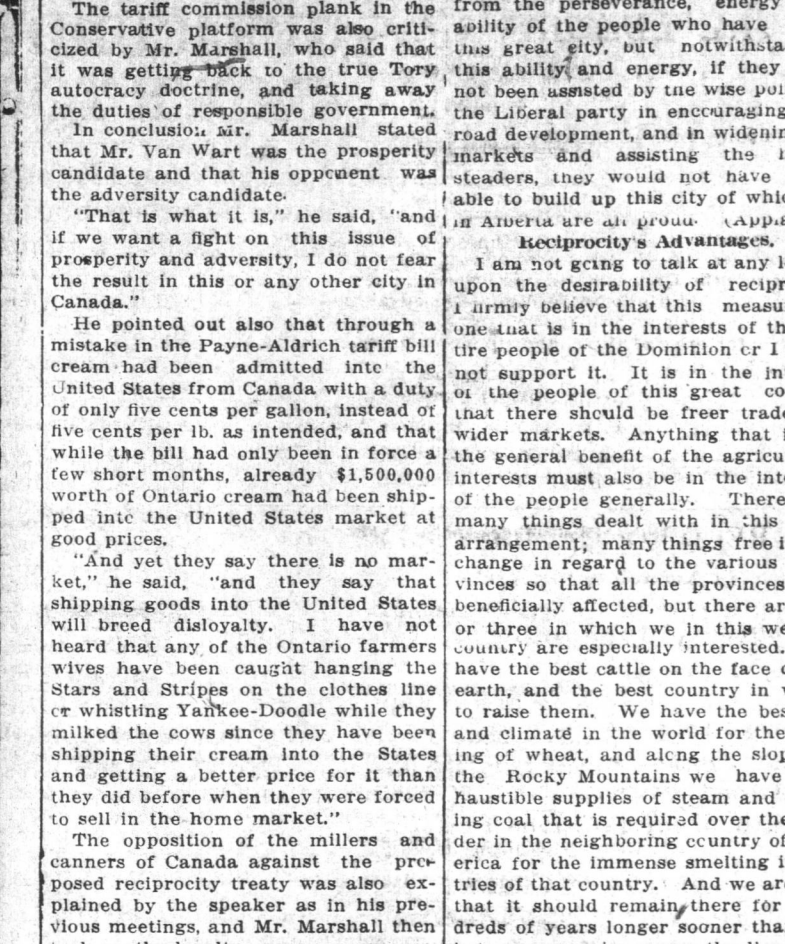 The tariff commission plank in the
Conservative platform was also criti-
cized by Mr. Marshall, who said that
it was getting back to the true Tory
autocracy doctrine, and taking away
the duties of responsible government.
In conclusion Mr. Marshall stated
that Mr. Van Wart was the prosperity
candidate and that his oppcnent was
the adversity candidate.
"That is what it is," he said, "and
if we want a fight on this issue of
prosperity and adversity, I do not fear
the result in this or any other city in
Canada."
He pointed out also that through a
mistake in the Payne-Aldrich tariff bill
cream had been admitted intc the
United States from Canada with a duty
of only five cents per gallon, instead of
five cents per lb. as intended, and that
while the bill had only been in force a
few short months, already $1,500,000
worth of Ontario cream had been ship-
ped intc the United States market at
good prices.
"And yet they say there is no mar-
ket," he said, "and they say that
shipping goods into the United States
will breed disloyalty. I have not
heard that any of the Ontario farmers
wives have been caught hanging the
Stars and Stripes on the clothes line
cr whistling Yankee-Doodle while they
milked the cows since they have been
shipping their cream into the States
and getting a better price for it than
they did before when they were forced
to sell in the home market."
The opposition of the millers and
canners of Canada against the prc-
posed reciprocity treaty was also ex-
plained by the speaker as in his pre-
vious meetings, and Mr. Marshall then
from the perseverance, energy
ability of the people who have
this great city, but notwithsta
this ability and energy, if they
not been assisted by the wise pol
the Liberal party in enccuraging
road development, and in widenin
markets and assisting the
steaders, they would not have
able to build up this city of whic
in Alberta are all proud. (Appla
Reciprocity's Advantages.
I am not gcing to talk at any l
upon the desirability of recipr
I firmly believe that this measu
one that is in the interests of th
tire people of the Dominion cr I
not support it. It is in the in
of the people of this great co
that there shculd be freer trade
wider markets. Anything that i
the general benefit of the agricu
interests must also be in the inte
of the people generally. There
many things dealt with in this
arrangement; many things free i
change in regard to the various
vinces so that all the provinces
beneficially affected, but there ar
or three in which we in this we
country are especially interested.
have the best cattle on the face o
earth, and the best country in
to raise them. We have the bes
and climate in the world for the
ing of wheat, and alcng the slop
the Rocky Mountains we have
haustible supplies of steam and
ing coal that is required over the
der in the neighboring ccuntry of
erica for the immense smelting i
tries of that country. And we are
that it should remain there for
dreds of years longer sooner tha